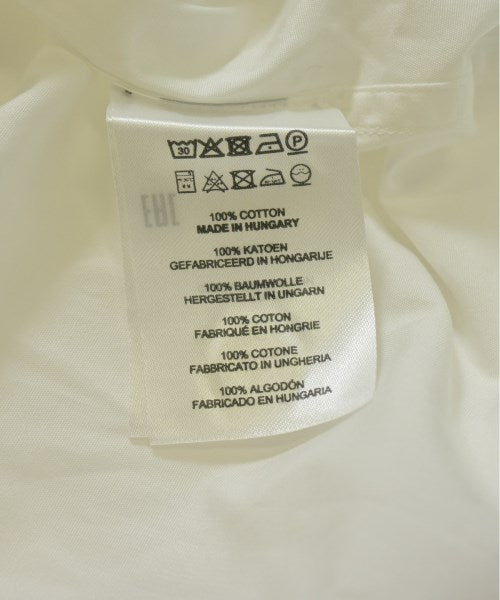 30
P
100% COTTON
MADE IN HUNGARY
100% KATOEN
GEFABRICEERD IN HONGARIJE
100% BAUMWOLLE
HERGESTELLT IN UNGARN
100% COTON
FABRIQUÉ EN HONGRIE
100% COTONE
FABBRICATO IN UNGHERIA
100% ALGODÓN
FABRICADO EN HUNGARIA